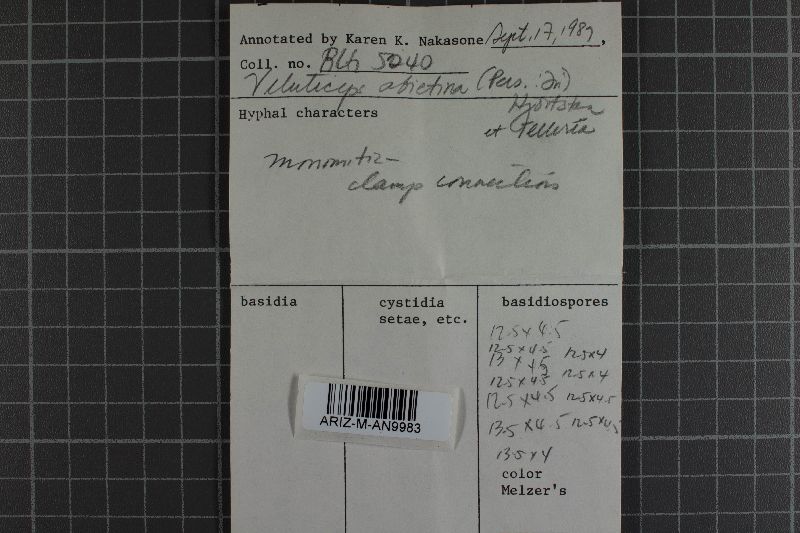 Annotated by Karen K. Nakasone Sept. 17, 1987,
Coll. no. RLG 5040
Veluticeps abietina (Pers.: Fr)
Hyphal characters
Hjortstam
et Telleria
monomitic -
clamp connections
basidia
cystidia
setae, etc.
basidiospores
12.5 x 4.5
12.5 x 4.5 12.5 x 4
13 x 4.5
12.5 x 4.5 12.5 x 4
12.5 x 4.5 12.5 x 4.5
13.5 x 4.5 12.5 x 4.5
13.5 x 4
color
Melzer's
ARIZ-M-AN9983